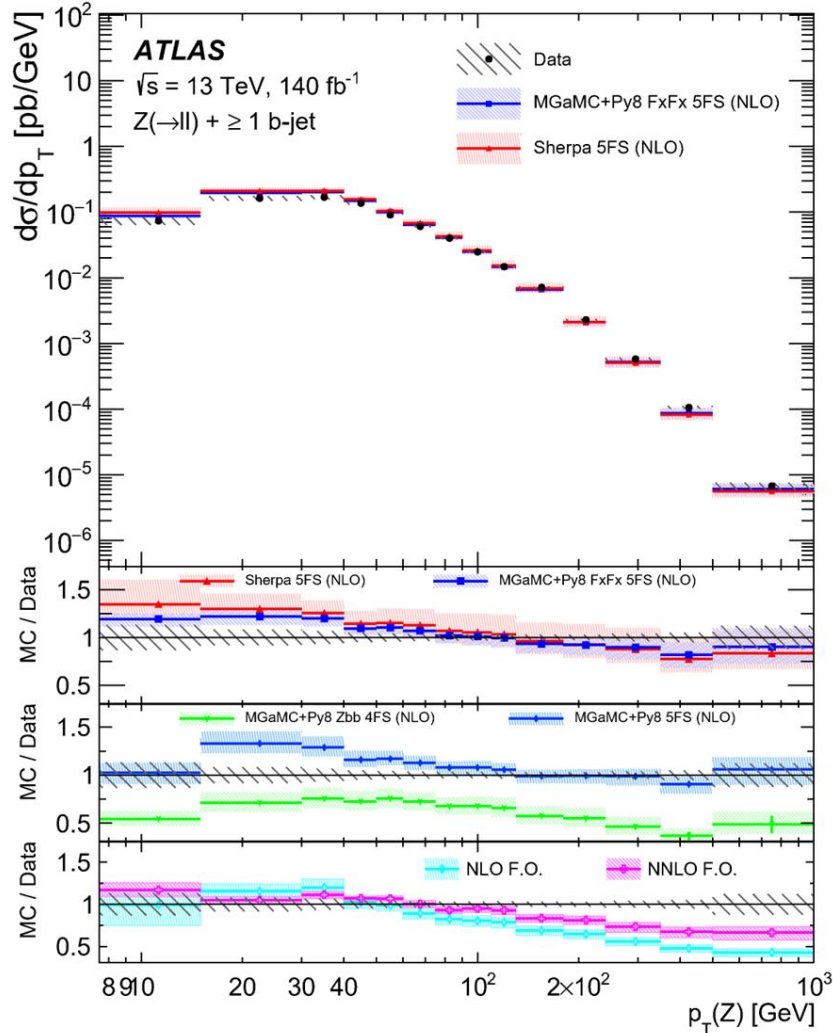 ATLAS
√s = 13 TeV, 140 fb⁻¹
Z(→ll) + ≥ 1 b-jet
Data
MGaMC+Py8 FxFx 5FS (NLO)
Sherpa 5FS (NLO)
dσ/dp_T [pb/GeV]
10²
10
1
10⁻¹
10⁻²
10⁻³
10⁻⁴
10⁻⁵
10⁻⁶
Sherpa 5FS (NLO) MGaMC+Py8 FxFx 5FS (NLO)
MC / Data
1.5
1
0.5
MGaMC+Py8 Zbb 4FS (NLO) MGaMC+Py8 5FS (NLO)
MC / Data
1.5
1
0.5
NLO F.O. NNLO F.O.
MC / Data
1.5
1
0.5
8 9 10 20 30 40 10² 2×10² 10³
p_T(Z) [GeV]